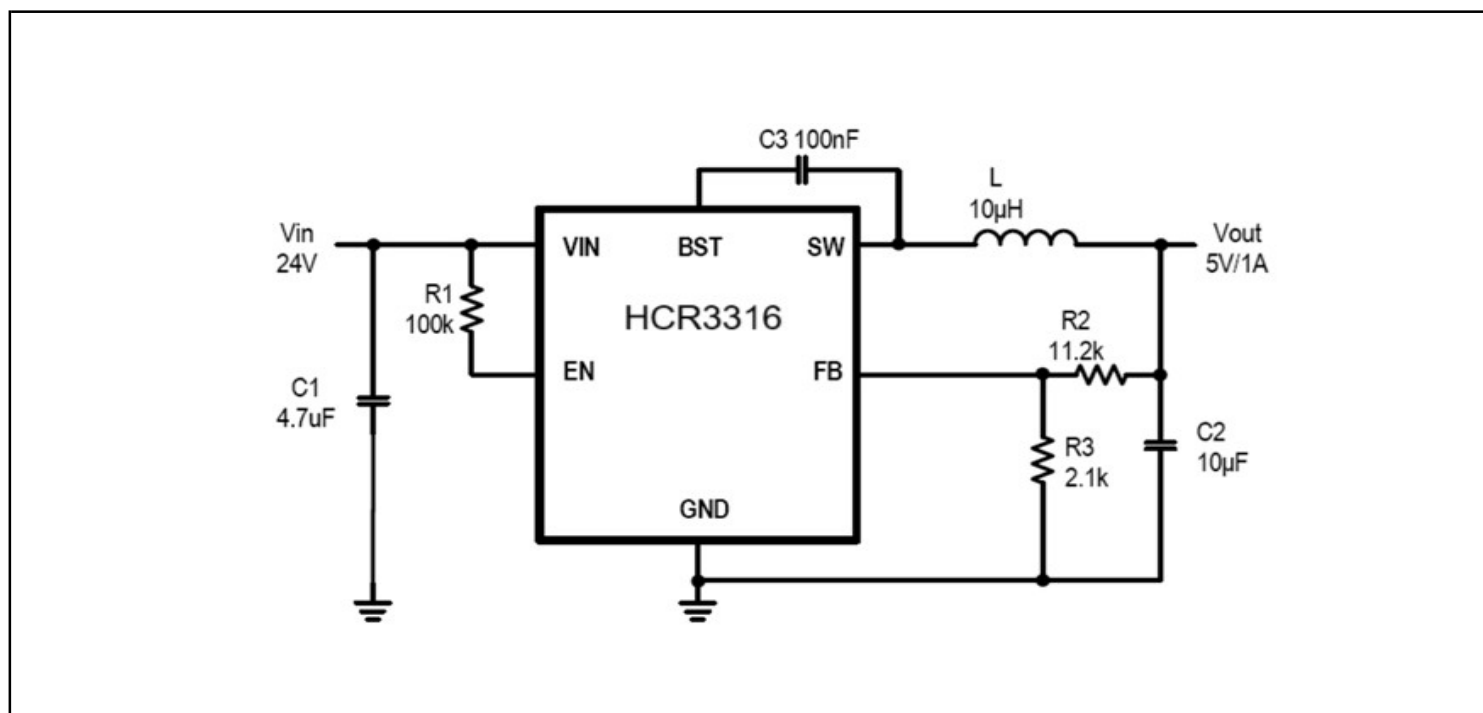 C3 100nF
L
10µH
Vin
24V
VIN
BST
SW
Vout
5V/1A
R1
100k
HCR3316
R2
11.2k
EN
FB
C1
4.7uF
R3
2.1k
C2
10µF
GND